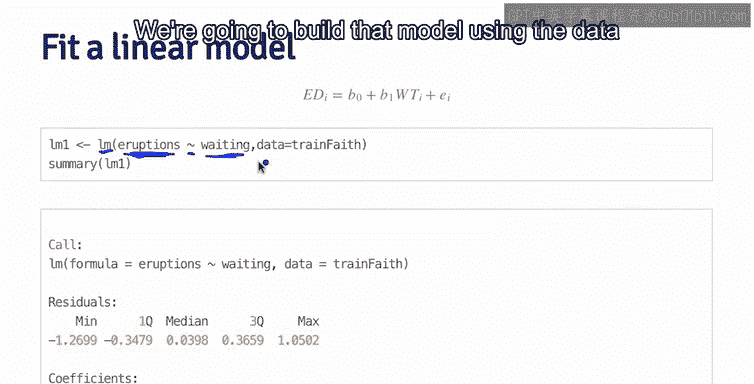 We're going to build that model using the data
Fit a linear model
EDᵢ = b₀ + b₁WTᵢ + eᵢ
lm1 <- lm(eruptions ~ waiting,data=trainFaith)
summary(lm1)
Call:
lm(formula = eruptions ~ waiting, data = trainFaith)
Residuals:
Min 1Q Median 3Q Max
-1.2699 -0.3479 0.0398 0.3659 1.0502
Coefficients: